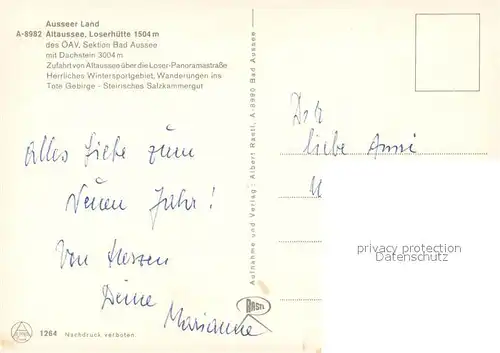 Ausseer Land
A-8982 Altaussee, Loserhütte 1504 m
des ÖAV, Sektion Bad Aussee
mit Dachstein 3004 m
Zufahrt von Altaussee über die Loser-Panoramastraße
Herrliches Wintersportgebiet, Wanderungen ins
Tote Gebirge - Steirisches Salzkammergut
Alles Liebe zum
Neuen Jahr!
Von Herzen
Deine
Marianne
1264 Nachdruck verboten.
Aufnahme und Verlag: Albert Rastl, A-8990 Bad Aussee
RASTL
liebe Anni
privacy protection
Datenschutz